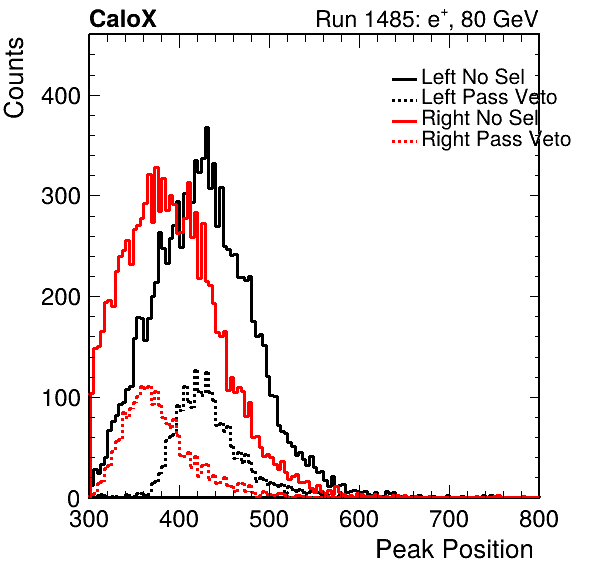 CaloX
Run 1485: e+, 80 GeV
Counts
Left No Sel
Left Pass Veto
Right No Sel
Right Pass Veto
400
300
200
100
0
300 400 500 600 700 800
Peak Position